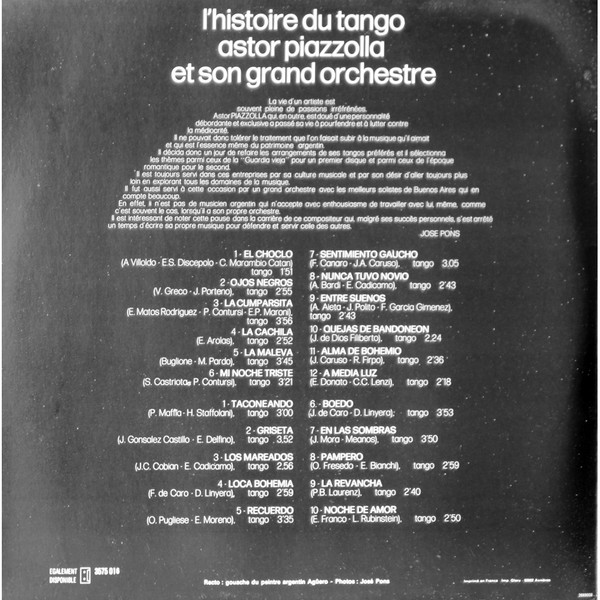 l'histoire du tango
astor piazzolla
et son grand orchestre
La vie d'un artiste est
souvent pleine de passions irréfrénées.
Astor PIAZZOLLA qui, en outre, est doué d'une personnalité
débordante et exclusive a passé sa vie à pourfendre et à lutter contre
la médiocrité.
Il ne pouvait donc tolérer le traitement que l'on faisait subir à la musique qu'il aimait
et qui est l'essence même du patrimoine argentin.
Il décida donc un jour de refaire les arrangements de ses tangos préférés et il sélectionna
les thèmes parmi ceux de la "Guardia vieja" pour un premier disque et parmi ceux de l'époque
romantique pour le second.
Il est toujours servi dans ces entreprises par sa culture musicale et par son désir d'aller toujours plus
loin en explorant tous les domaines de la musique.
Il fut aussi servi à cette occasion par un grand orchestre avec les meilleurs solistes de Buenos Aires qui en
compte beaucoup.
En effet, il n'est pas de musicien argentin qui n'accepte avec enthousiasme de travailler avec lui, même, comme
c'est souvent le cas, lorsqu'il a son propre orchestre.
Il est intéressant de noter cette pause dans la carrière de ce compositeur qui, malgré ses succès personnels, s'est arrêté
un temps d'écrire sa propre musique pour défendre et servir celle des autres.
JOSE PONS
1 - EL CHOCLO
(A Villoldo - E.S. Discepolo - C. Marambio Catan)
tango 1'51
2 - OJOS NEGROS
(V. Greco - J. Porteno), tango 2'55
3 - LA CUMPARSITA
(E. Matos Rodriguez - P. Contursi - E.P. Maroni),
tango 3'56
4 - LA CACHILA
(E. Arolas), tango 2'52
5 - LA MALEVA
(Buglione - M. Pardo), tango 3'45
6 - MI NOCHE TRISTE
(S. Castriota, P. Contursi), tango 3'21
7 - SENTIMIENTO GAUCHO
(F. Canaro - J.A. Caruso), tango 3,05
8 - NUNCA TUVO NOVIO
(A. Bardi - E. Cadicamo), tango 2'43
9 - ENTRE SUENOS
(A. Aieta - J. Polito - F. Garcia Gimenez),
tango 2'43
10 - QUEJAS DE BANDONEON
(J. de Dios Filiberto), tango 2,24
11 - ALMA DE BOHEMIO
(J. Caruso - R. Firpo), tango 2'36
12 - A MEDIA LUZ
(E. Donato - C.C. Lenzi), tango 2'18
1 - TACONEANDO
(P. Maffia - H. Staffolani), tango 3'00
2 - GRISETA
(J. Gonsalez Castillo - E. Delfino), tango 3,52
3 - LOS MAREADOS
(J.C. Cobian - E. Cadicamo), tango 2,56
4 - LOCA BOHEMIA
(F. de Caro - D. Linyera), tango 2'59
5 - RECUERDO
(O. Pugliese - E. Moreno), tango 3'35
6. - BOEDO
(J. de Caro - D. Linyera), tango 3'53
7 - EN LAS SOMBRAS
(J. Mora - Meanos), tango 3'50
8 - PAMPERO
(O. Fresedo - E. Bianchi), tango 2'59
9 - LA REVANCHA
(P.B. Laurenz), tango 2'40
10 - NOCHE DE AMOR
(E. Franco - L. Rubinstein), tango 2'50
EGALEMENT
DISPONIBLE
3575 016
Recto : gouache du peintre argentin Agüero - Photos : José Pons
Imprimé en France